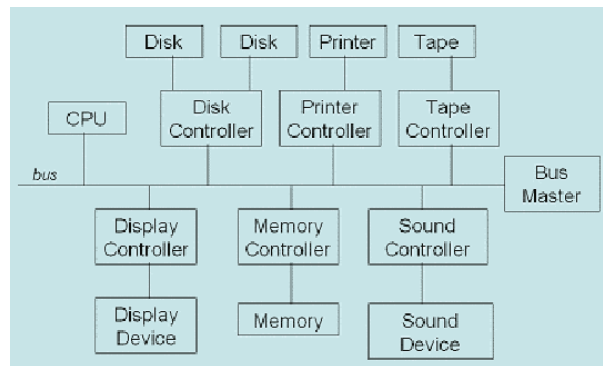 Disk
Disk
Printer
Tape
CPU
Disk
Controller
Printer
Controller
Tape
Controller
bus
Bus
Master
Display
Controller
Memory
Controller
Sound
Controller
Display
Device
Memory
Sound
Device